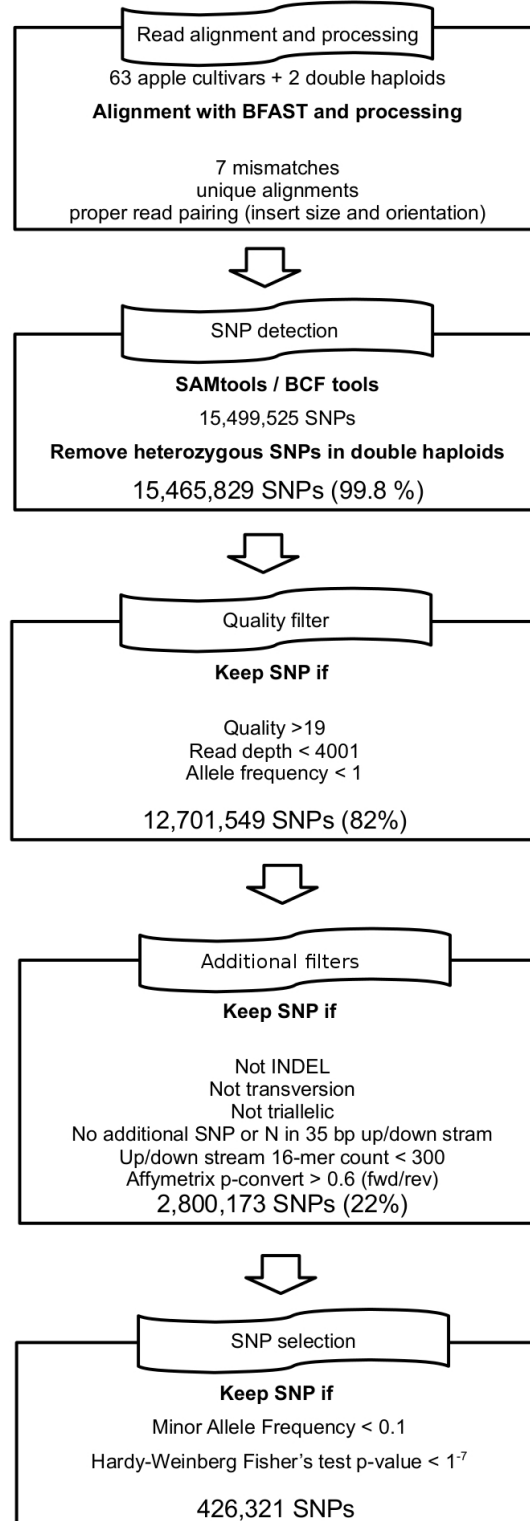 Read alignment and processing
63 apple cultivars + 2 double haploids
Alignment with BFAST and processing
7 mismatches
unique alignments
proper read pairing (insert size and orientation)
SNP detection
SAMtools / BCF tools
15,499,525 SNPs
Remove heterozygous SNPs in double haploids
15,465,829 SNPs (99.8 %)
Quality filter
Keep SNP if
Quality >19
Read depth < 4001
Allele frequency < 1
12,701,549 SNPs (82%)
Additional filters
Keep SNP if
Not INDEL
Not transversion
Not triallelic
No additional SNP or N in 35 bp up/down stram
Up/down stream 16-mer count < 300
Affymetrix p-convert > 0.6 (fwd/rev)
2,800,173 SNPs (22%)
SNP selection
Keep SNP if
Minor Allele Frequency < 0.1
Hardy-Weinberg Fisher’s test p-value < 1⁻⁷
426,321 SNPs